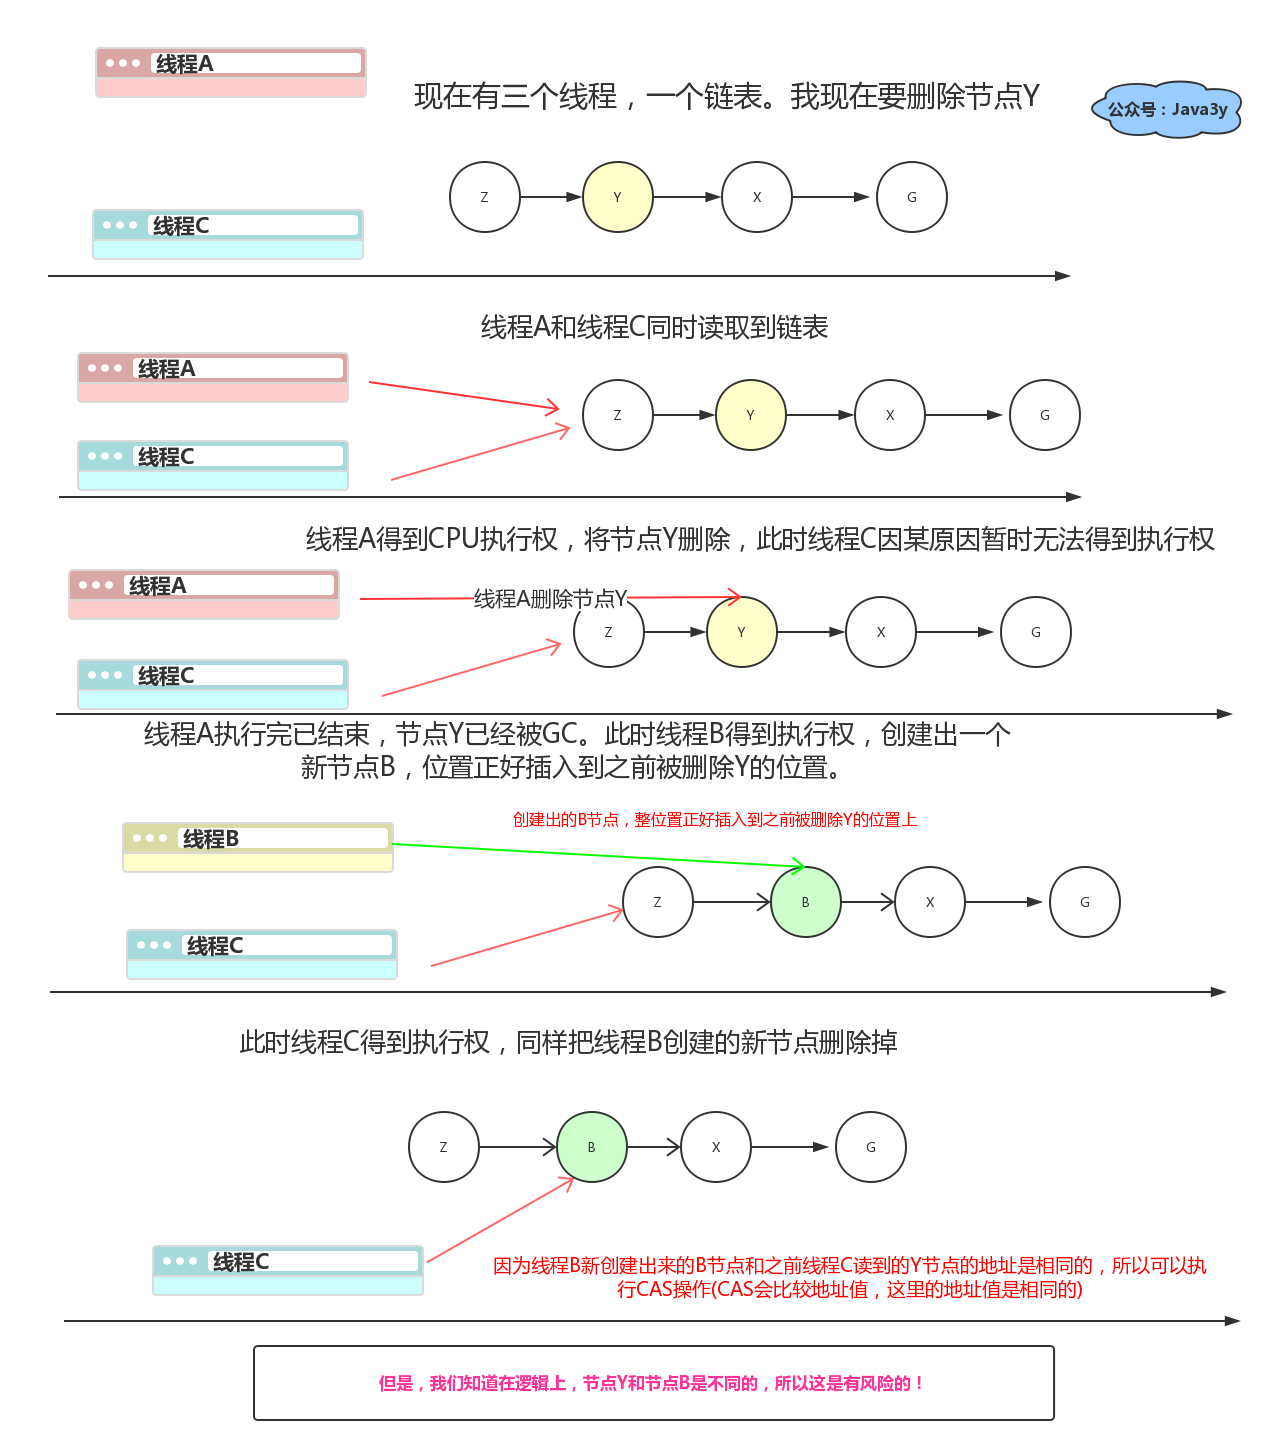 线程A
现在有三个线程，一个链表。我现在要删除节点Y
公众号：Java3y
Z
Y
X
G
线程C
线程A和线程C同时读取到链表
线程A
Z
Y
X
G
线程C
线程A得到CPU执行权，将节点Y删除，此时线程C因某原因暂时无法得到执行权
线程A
线程A删除节点Y
Z
Y
X
G
线程C
线程A执行完已结束，节点Y已经被GC。此时线程B得到执行权，创建出一个
新节点B，位置正好插入到之前被删除Y的位置。
创建出的B节点，整位置正好插入到之前被删除Y的位置上
线程B
Z
B
X
G
线程C
此时线程C得到执行权，同样把线程B创建的新节点删除掉
Z
B
X
G
线程C
因为线程B新创建出来的B节点和之前线程C读到的Y节点的地址是相同的，所以可以执
行CAS操作(CAS会比较地址值，这里的地址值是相同的)
但是，我们知道在逻辑上，节点Y和节点B是不同的，所以这是有风险的！